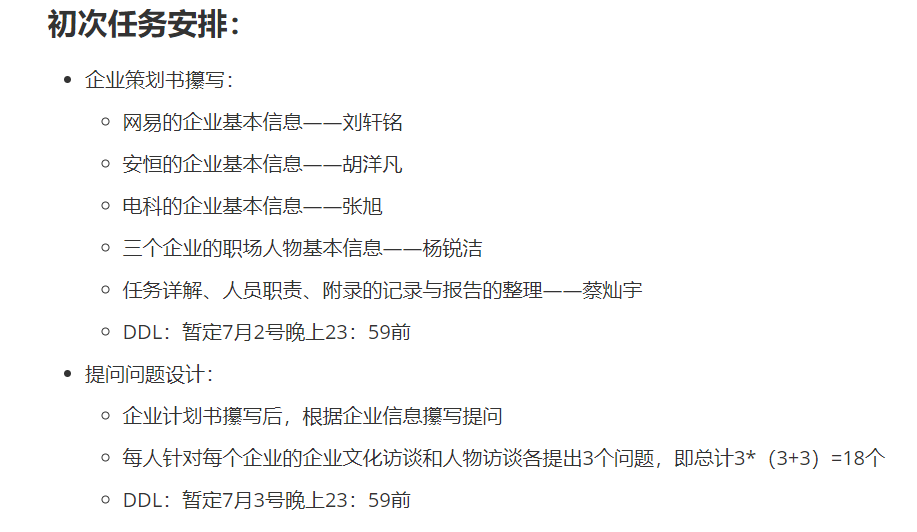 初次任务安排：
企业策划书攥写：
网易的企业基本信息——刘轩铭
安恒的企业基本信息——胡洋凡
电科的企业基本信息——张旭
三个企业的职场人物基本信息——杨锐洁
任务详解、人员职责、附录的记录与报告的整理——蔡灿宇
DDL：暂定7月2号晚上23：59前
提问问题设计：
企业计划书攥写后，根据企业信息攥写提问
每人针对每个企业的企业文化访谈和人物访谈各提出3个问题，即总计3*（3+3）=18个
DDL：暂定7月3号晚上23：59前